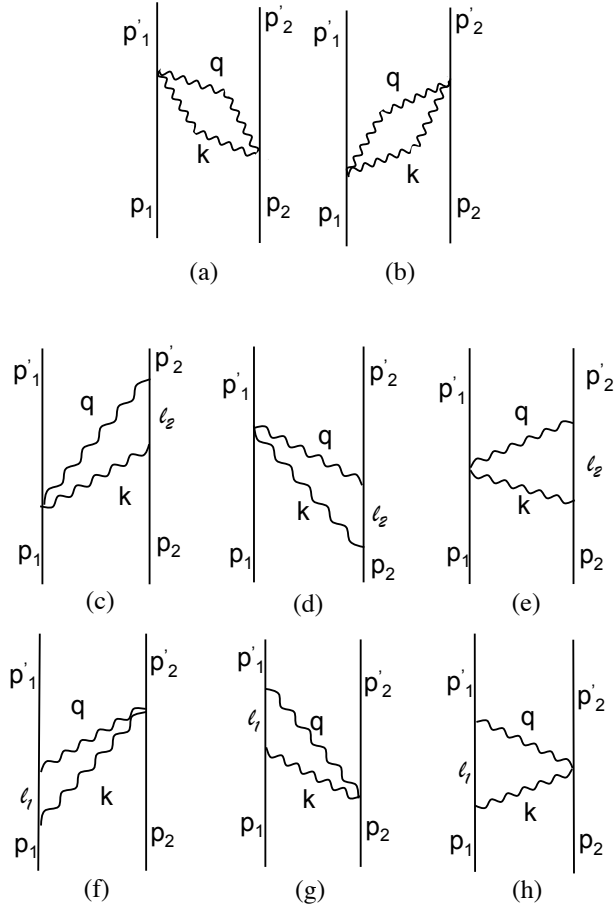 p'1 p'2 p'1 p'2
q q
k k
p1 p2 p1 p2
(a) (b)
p'1 p'2 p'1 p'2 p'1 p'2
q ℓ2 q q
k k ℓ2 k ℓ2
p1 p2 p1 p2 p1 p2
(c) (d) (e)
p'1 p'2 p'1 p'2 p'1 p'2
q ℓ1 q q
ℓ1 k k ℓ1 k
p1 p2 p1 p2 p1 p2
(f) (g) (h)